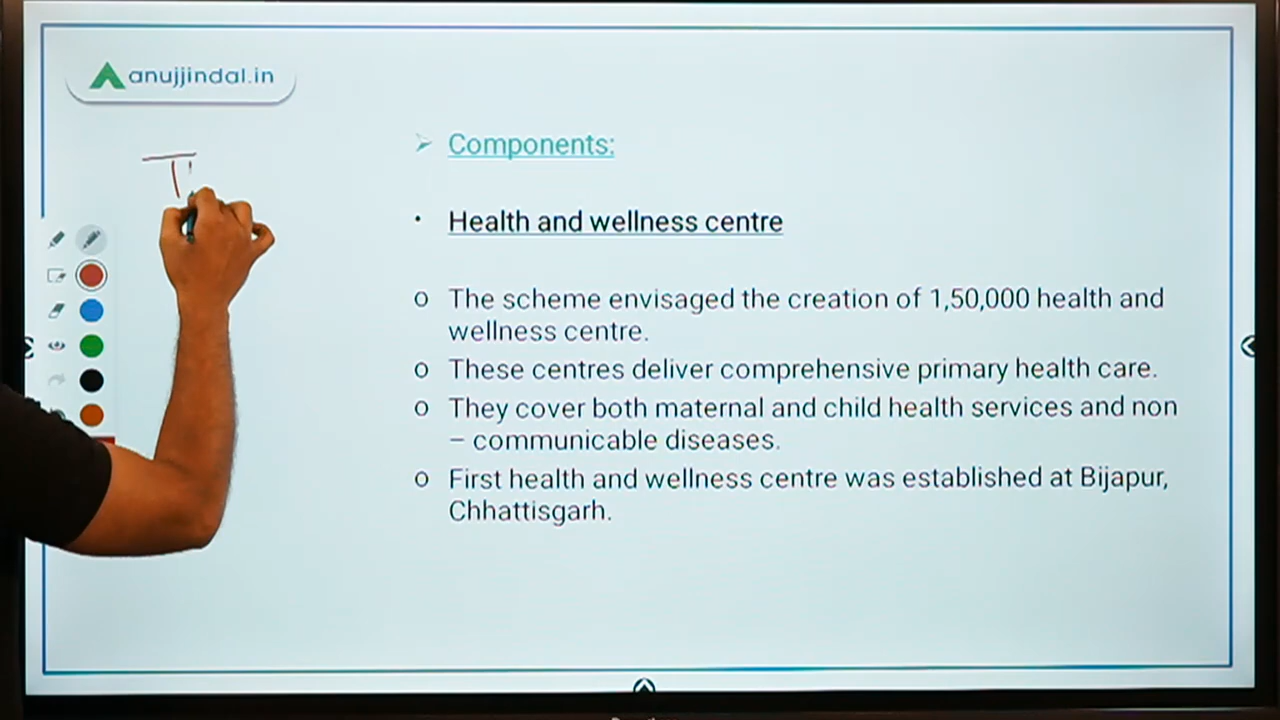 anujjindal.in
Components:
Health and wellness centre
The scheme envisaged the creation of 1,50,000 health and
wellness centre.
These centres deliver comprehensive primary health care.
They cover both maternal and child health services and non
– communicable diseases.
First health and wellness centre was established at Bijapur,
Chhattisgarh.